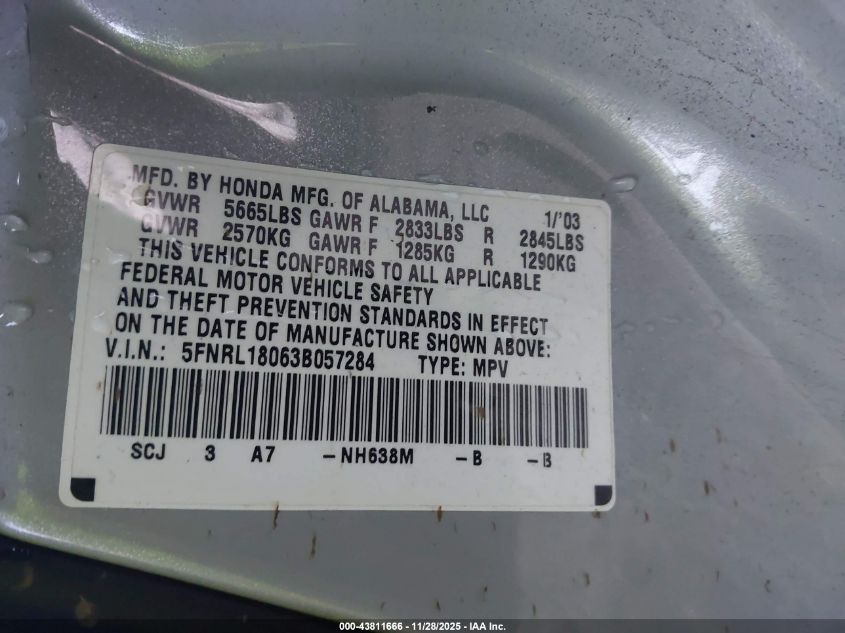 MFD. BY HONDA MFG. OF ALABAMA, LLC 1/'03
GVWR 5665LBS GAWR F 2833LBS R 2845LBS
GVWR 2570KG GAWR F 1285KG R 1290KG
THIS VEHICLE CONFORMS TO ALL APPLICABLE
FEDERAL MOTOR VEHICLE SAFETY
AND THEFT PREVENTION STANDARDS IN EFFECT
ON THE DATE OF MANUFACTURE SHOWN ABOVE:
V.I.N.: 5FNRL18063B057284 TYPE: MPV
SCJ 3 A7 -NH638M -B -B
000-43811666 - 11/28/2025 - IAA Inc.